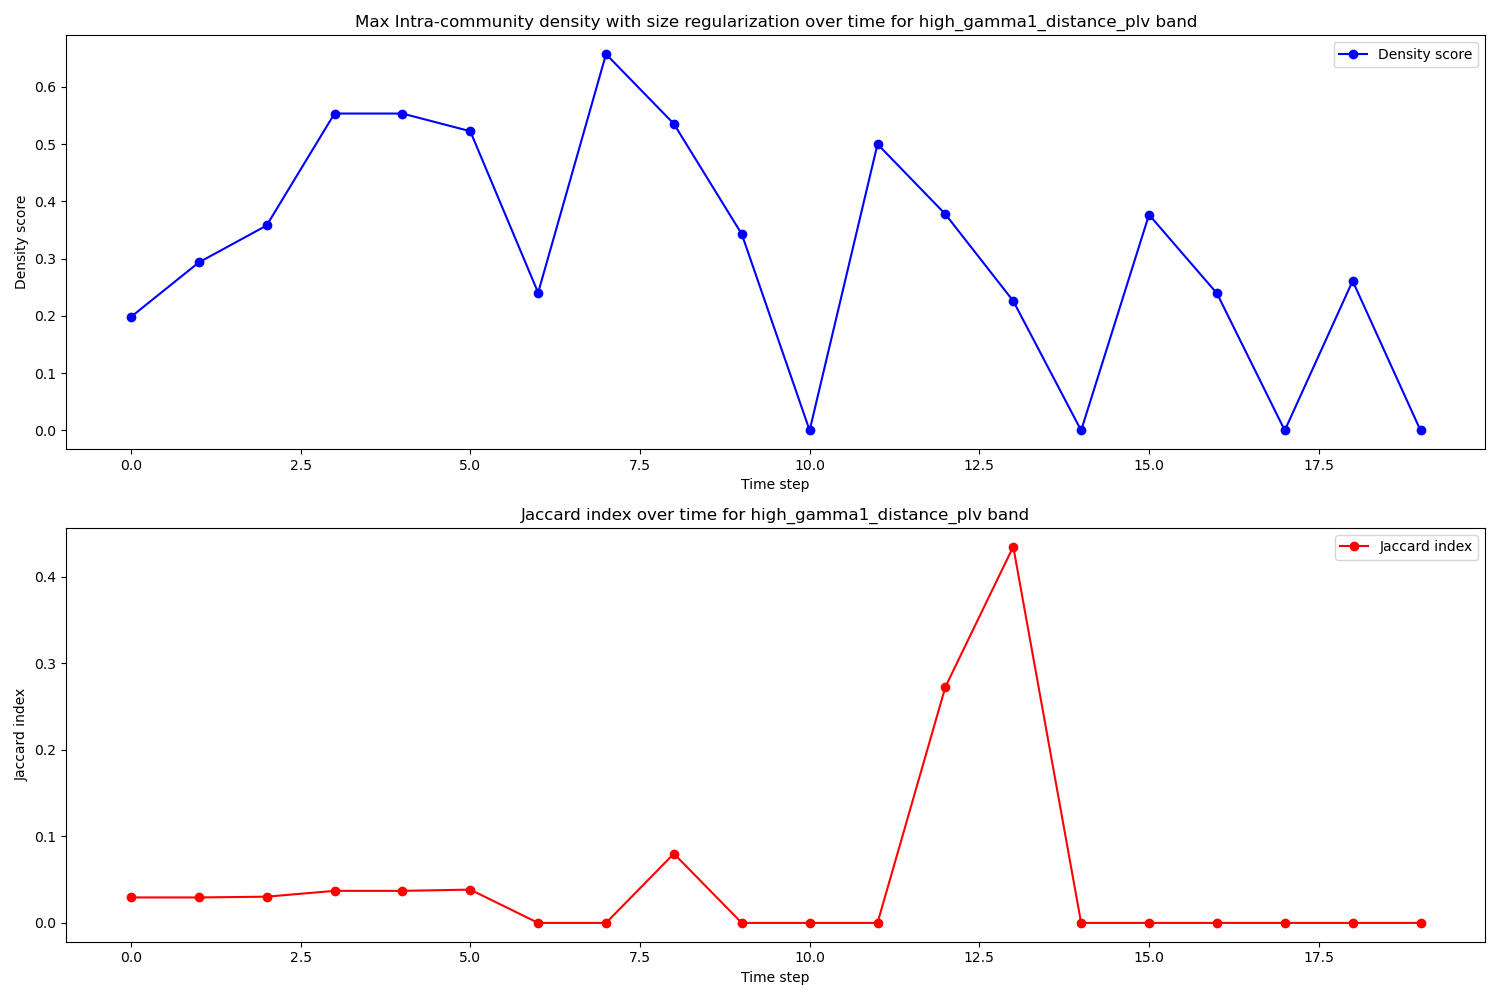 Max Intra-community density with size regularization over time for high_gamma1_distance_plv band
Density score
0.6
0.5
0.4
0.3
0.2
0.1
0.0
Density score
0.0 2.5 5.0 7.5 10.0 12.5 15.0 17.5
Time step
Jaccard index over time for high_gamma1_distance_plv band
Jaccard index
0.4
0.3
0.2
0.1
0.0
Jaccard index
0.0 2.5 5.0 7.5 10.0 12.5 15.0 17.5
Time step